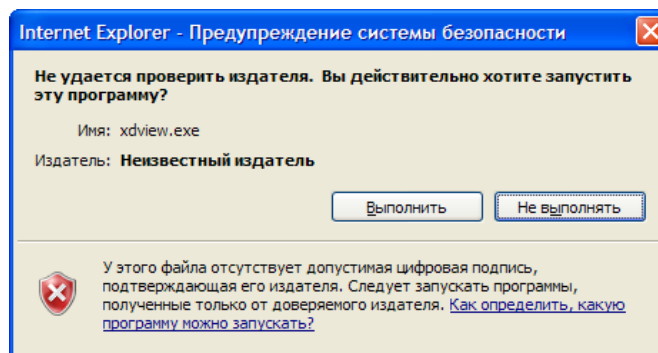 Internet Explorer - Предупреждение системы безопасности
Не удается проверить издателя. Вы действительно хотите запустить
эту программу?
Имя: xdview.exe
Издатель: Неизвестный издатель
Выполнить Не выполнять
У этого файла отсутствует допустимая цифровая подпись,
подтверждающая его издателя. Следует запускать программы,
полученные только от доверяемого издателя. Как определить, какую
программу можно запускать?